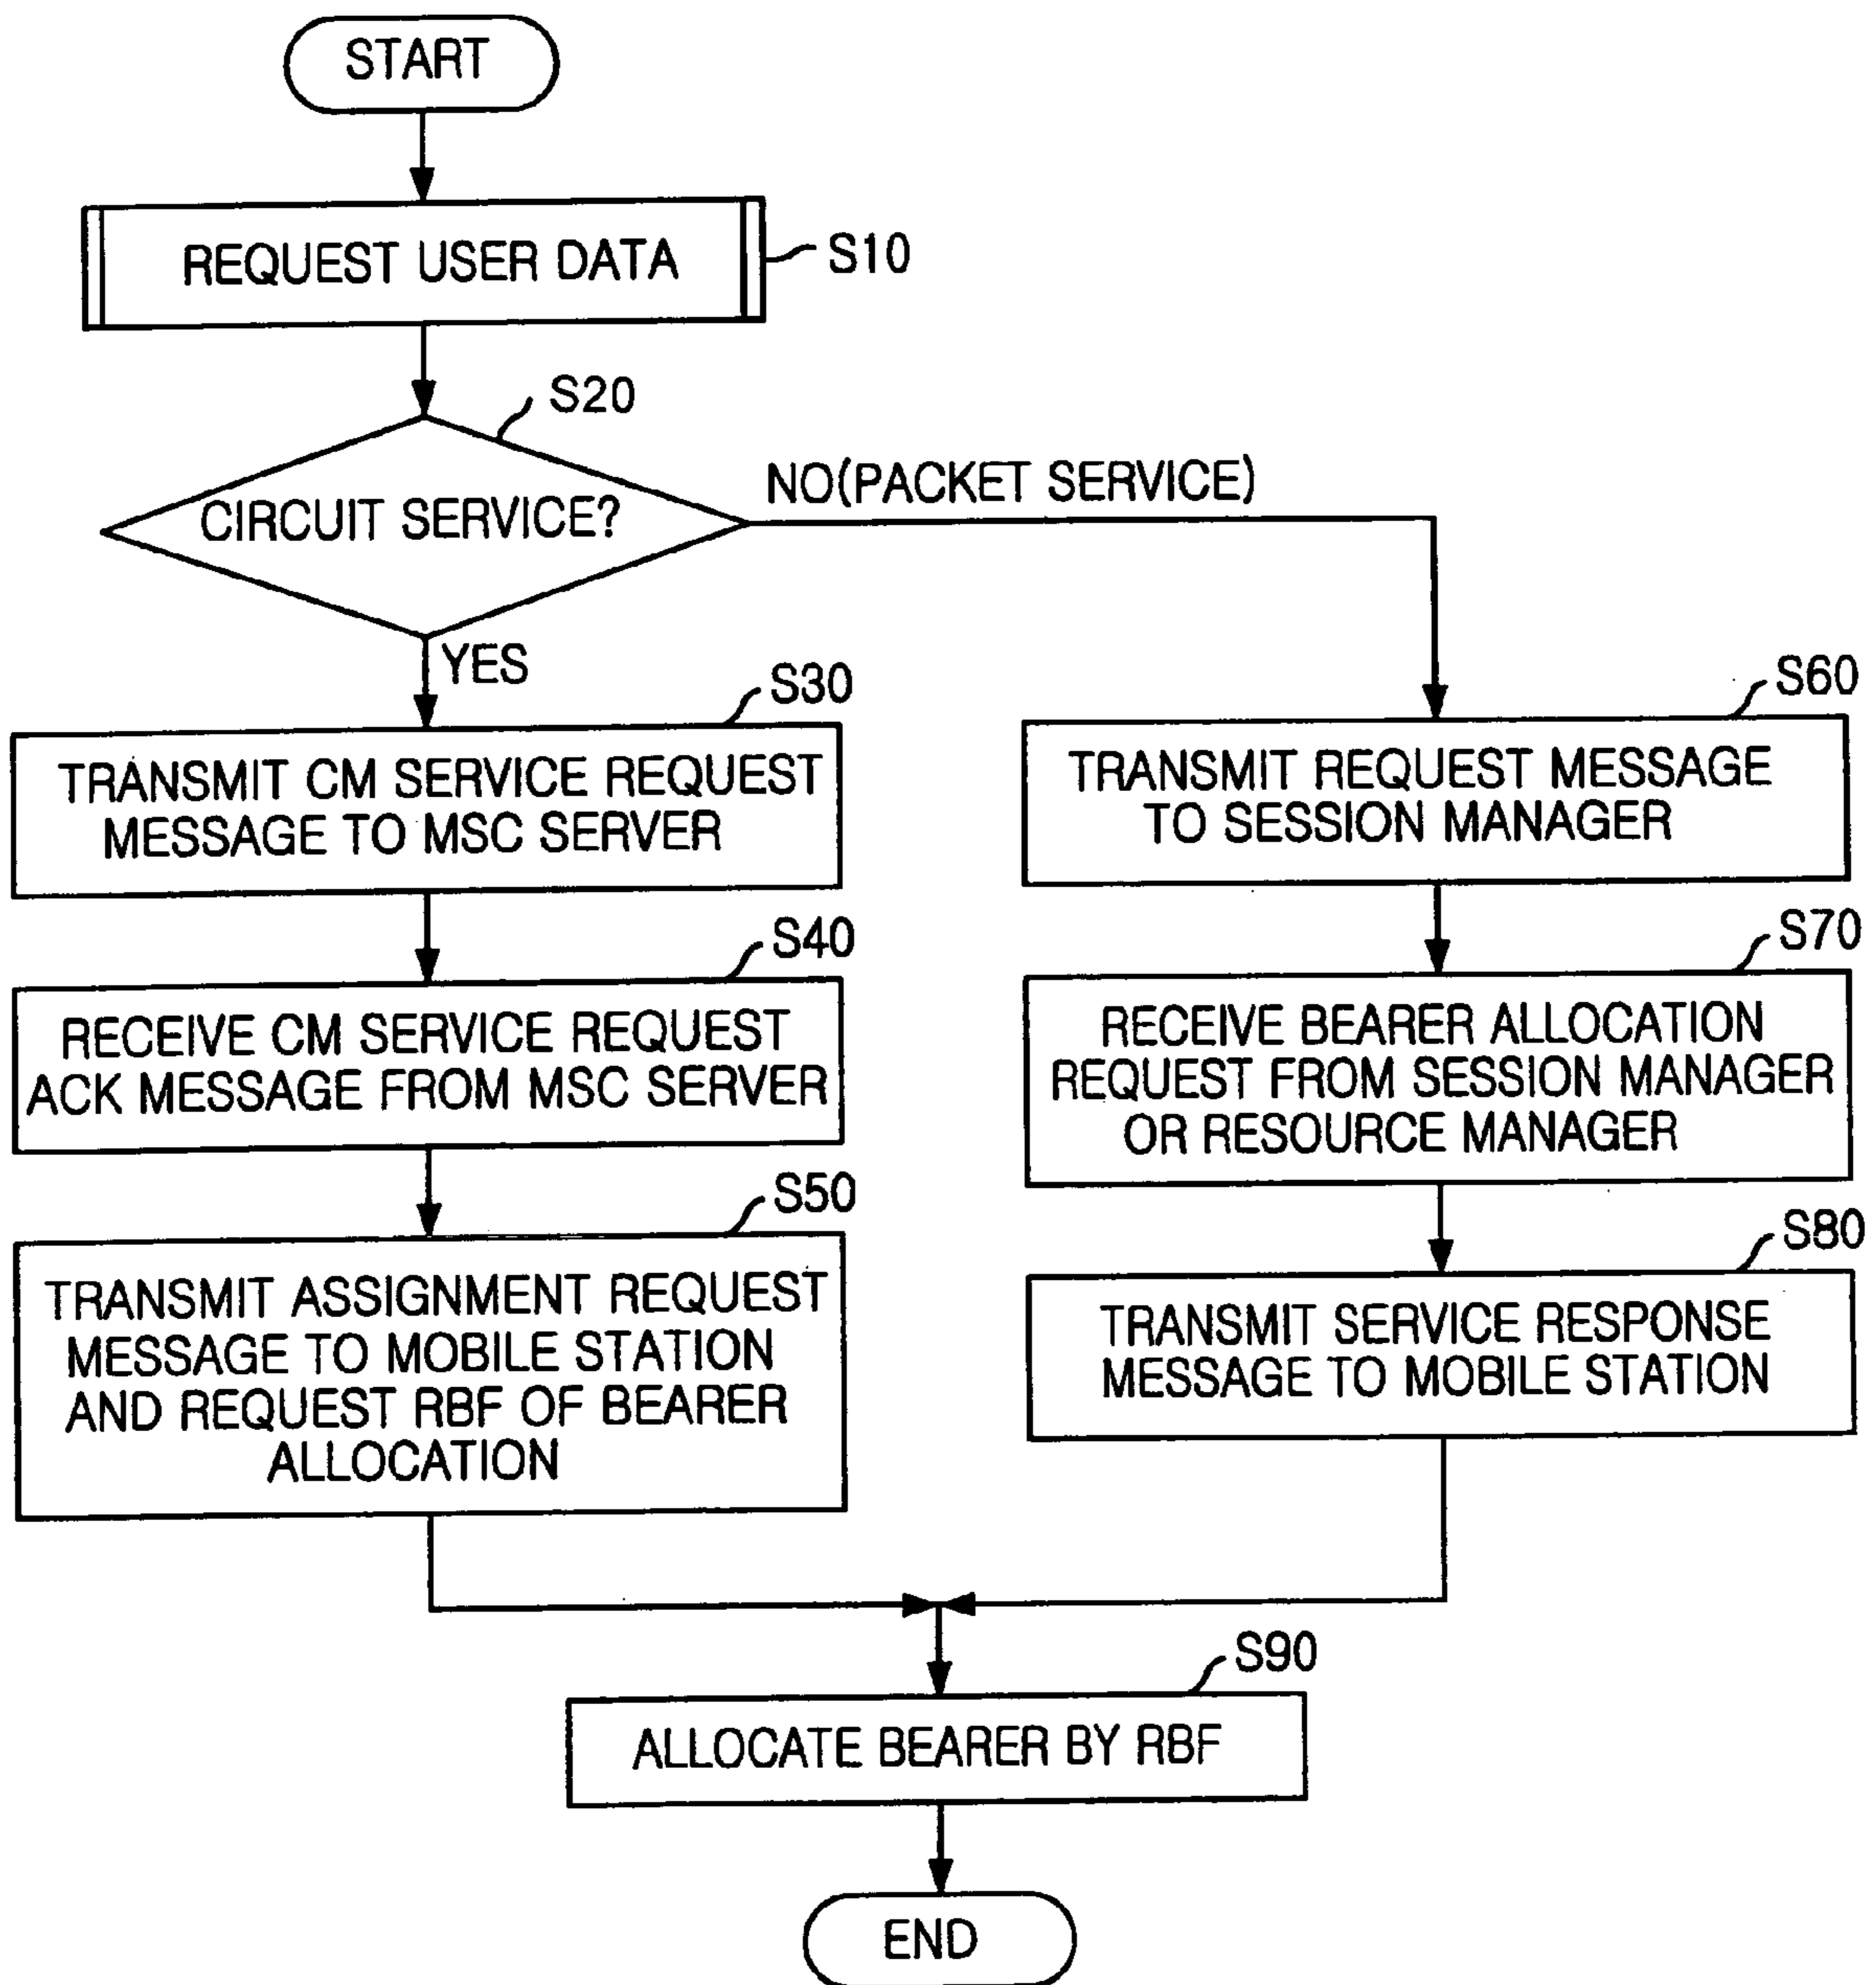 START
REQUEST USER DATA
S10
S20
CIRCUIT SERVICE?
NO(PACKET SERVICE)
YES
S30
TRANSMIT CM SERVICE REQUEST
MESSAGE TO MSC SERVER
S40
RECEIVE CM SERVICE REQUEST
ACK MESSAGE FROM MSC SERVER
S50
TRANSMIT ASSIGNMENT REQUEST
MESSAGE TO MOBILE STATION
AND REQUEST RBF OF BEARER
ALLOCATION
S60
TRANSMIT REQUEST MESSAGE
TO SESSION MANAGER
S70
RECEIVE BEARER ALLOCATION
REQUEST FROM SESSION MANAGER
OR RESOURCE MANAGER
S80
TRANSMIT SERVICE RESPONSE
MESSAGE TO MOBILE STATION
S90
ALLOCATE BEARER BY RBF
END